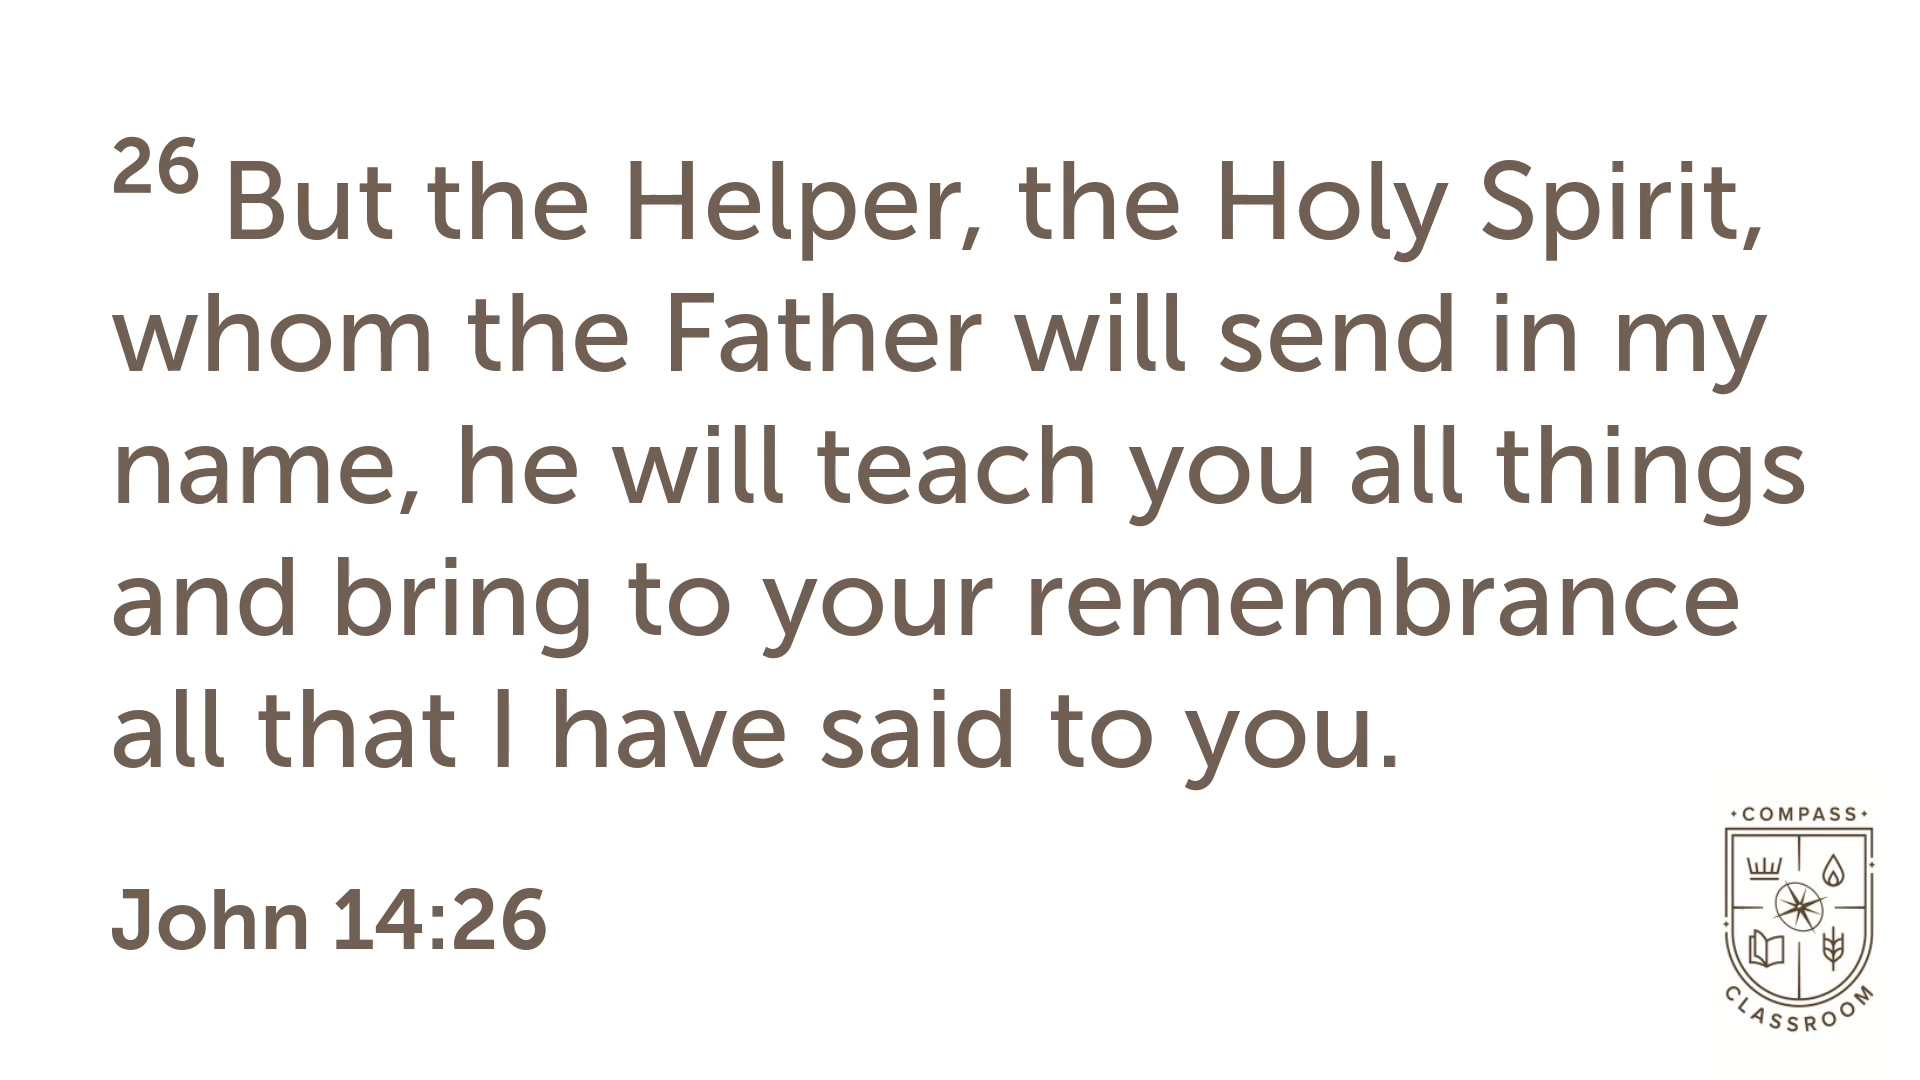 26 But the Helper, the Holy Spirit,
whom the Father will send in my
name, he will teach you all things
and bring to your remembrance
all that I have said to you.
John 14:26
COMPASS
CLASSROOM